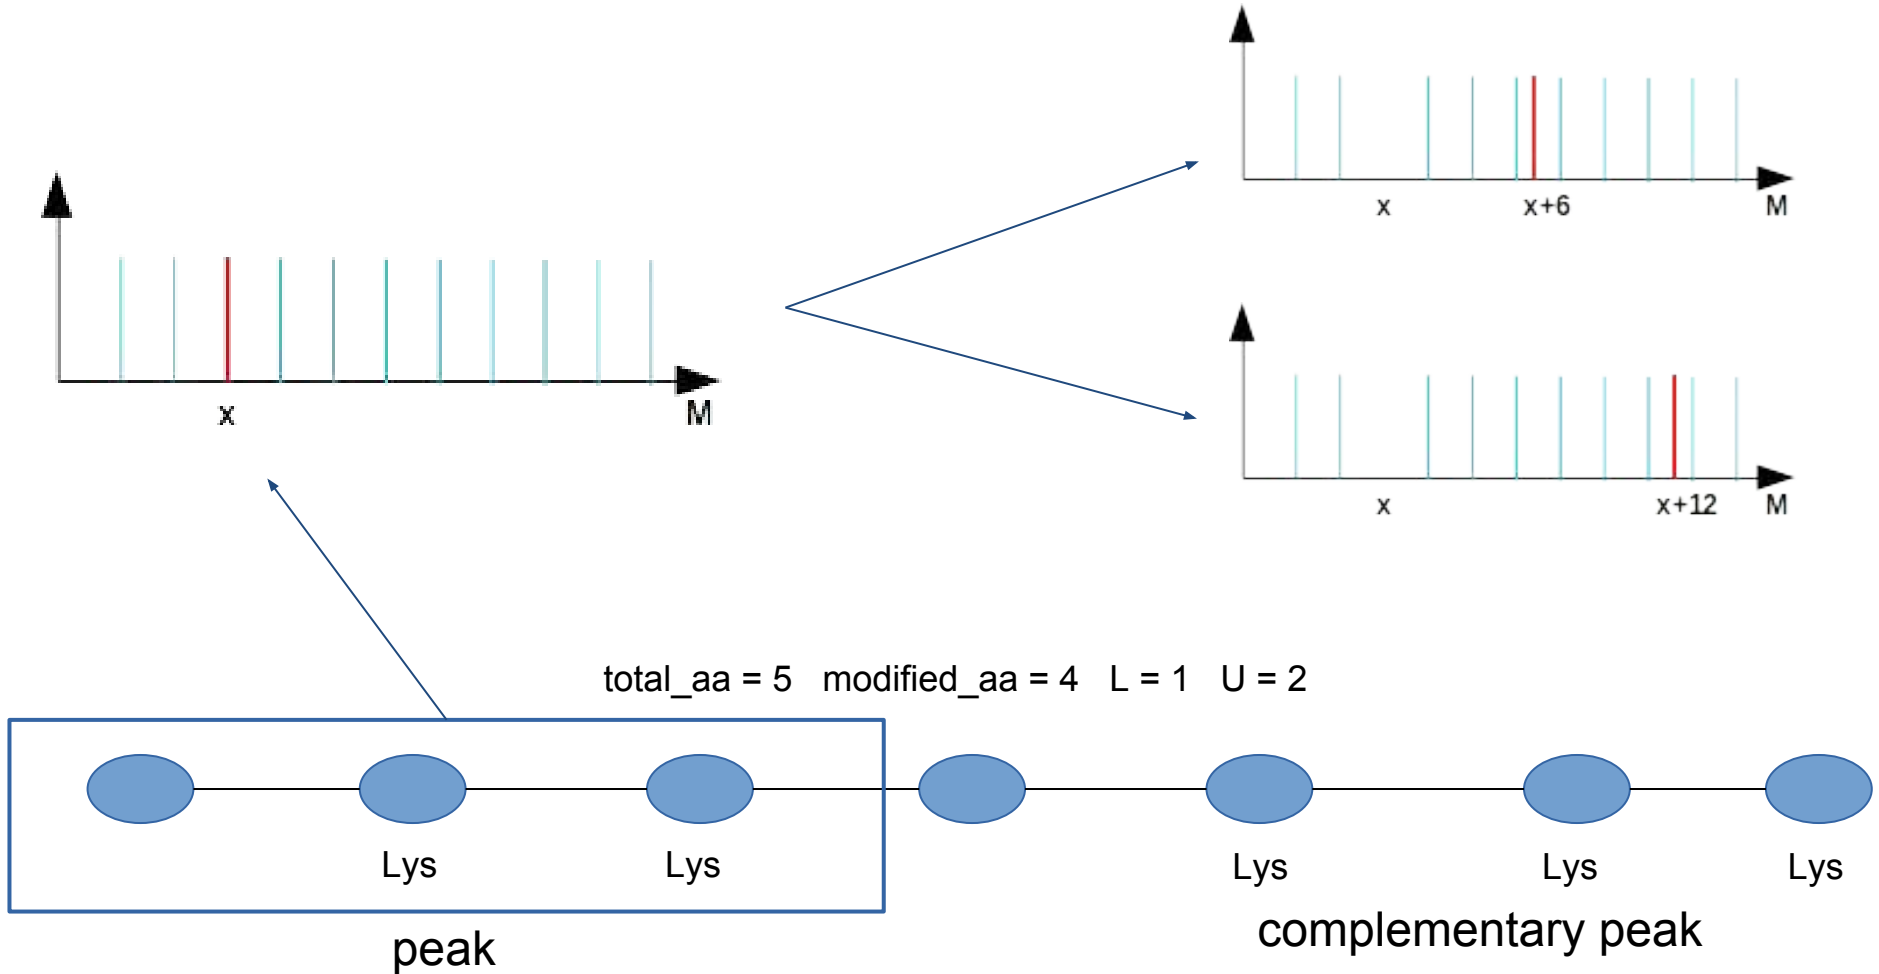 x x+6 M
x M
x x+12 M
total_aa = 5 modified_aa = 4 L = 1 U = 2
Lys Lys Lys Lys Lys
peak complementary peak